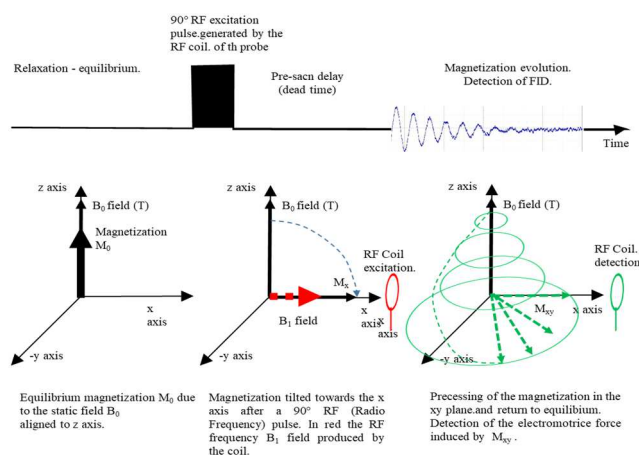 90° RF excitation
pulse.generated by the
RF coil. of th probe
Relaxation - equilibrium.
Pre-sacn delay
(dead time)
Magnetization evolution.
Detection of FID.
Time
z axis
B₀ field (T)
Magnetization
M₀
x
axis
-y axis
z axis
B₀ field (T)
RF Coil
excitation.
Mₓ
B₁ field
x
axis
x
axis
-y axis
z axis
B₀ field (T)
RF Coil.
detection
Mxy
x axis
-y axis
Equilibrium magnetization M₀ due
to the static field B₀
aligned to z axis.
Magnetization tilted towards the x
axis after a 90° RF (Radio
Frequency) pulse. In red the RF
frequency B₁ field produced by
the coil.
Precessing of the magnetization in the
xy plane.and return to equilibium.
Detection of the electromotrice force
induced by Mxy .